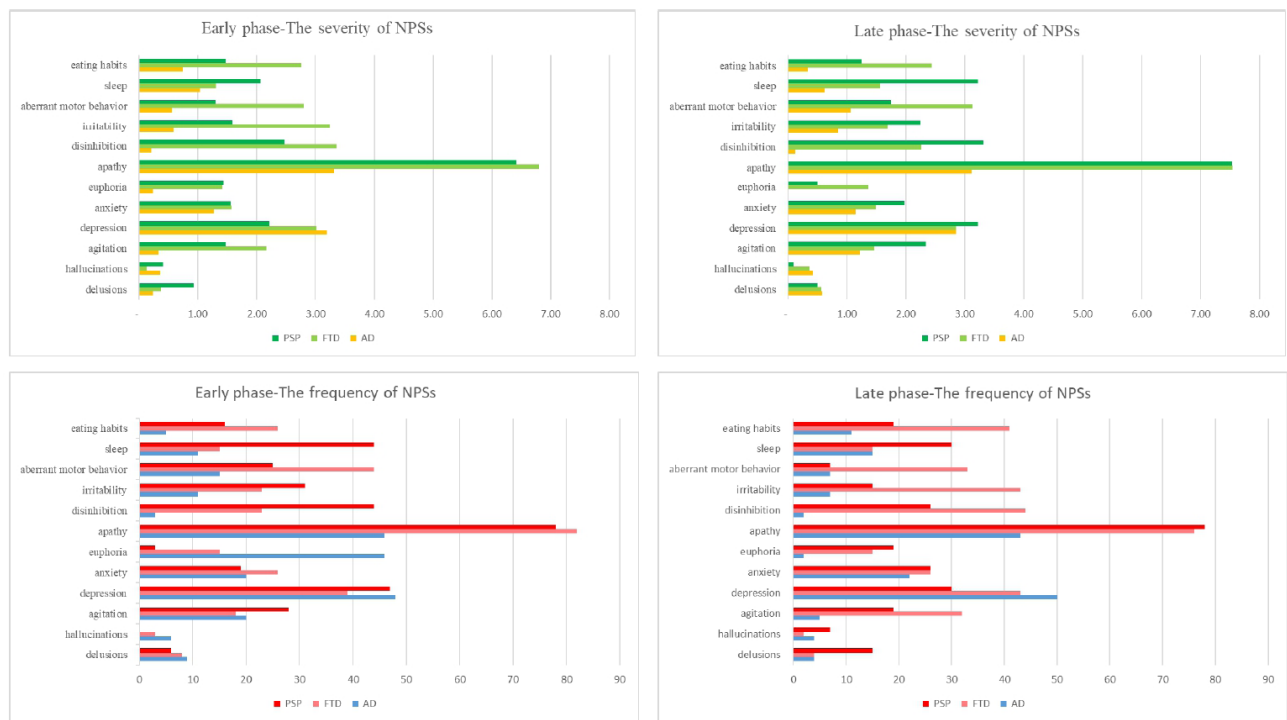 Early phase-The severity of NPSs
eating habits
sleep
aberrant motor behavior
irritability
disinhibition
apathy
euphoria
anxiety
depression
agitation
hallucinations
delusions
- 1.00 2.00 3.00 4.00 5.00 6.00 7.00 8.00
PSP FTD AD
Late phase-The severity of NPSs
eating habits
sleep
aberrant motor behavior
irritability
disinhibition
apathy
euphoria
anxiety
depression
agitation
hallucinations
delusions
- 1.00 2.00 3.00 4.00 5.00 6.00 7.00 8.00
PSP FTD AD
Early phase-The frequency of NPSs
eating habits
sleep
aberrant motor behavior
irritability
disinhibition
apathy
euphoria
anxiety
depression
agitation
hallucinations
delusions
0 10 20 30 40 50 60 70 80 90
PSP FTD AD
Late phase-The frequency of NPSs
eating habits
sleep
aberrant motor behavior
irritability
disinhibition
apathy
euphoria
anxiety
depression
agitation
hallucinations
delusions
0 10 20 30 40 50 60 70 80 90
PSP FTD AD